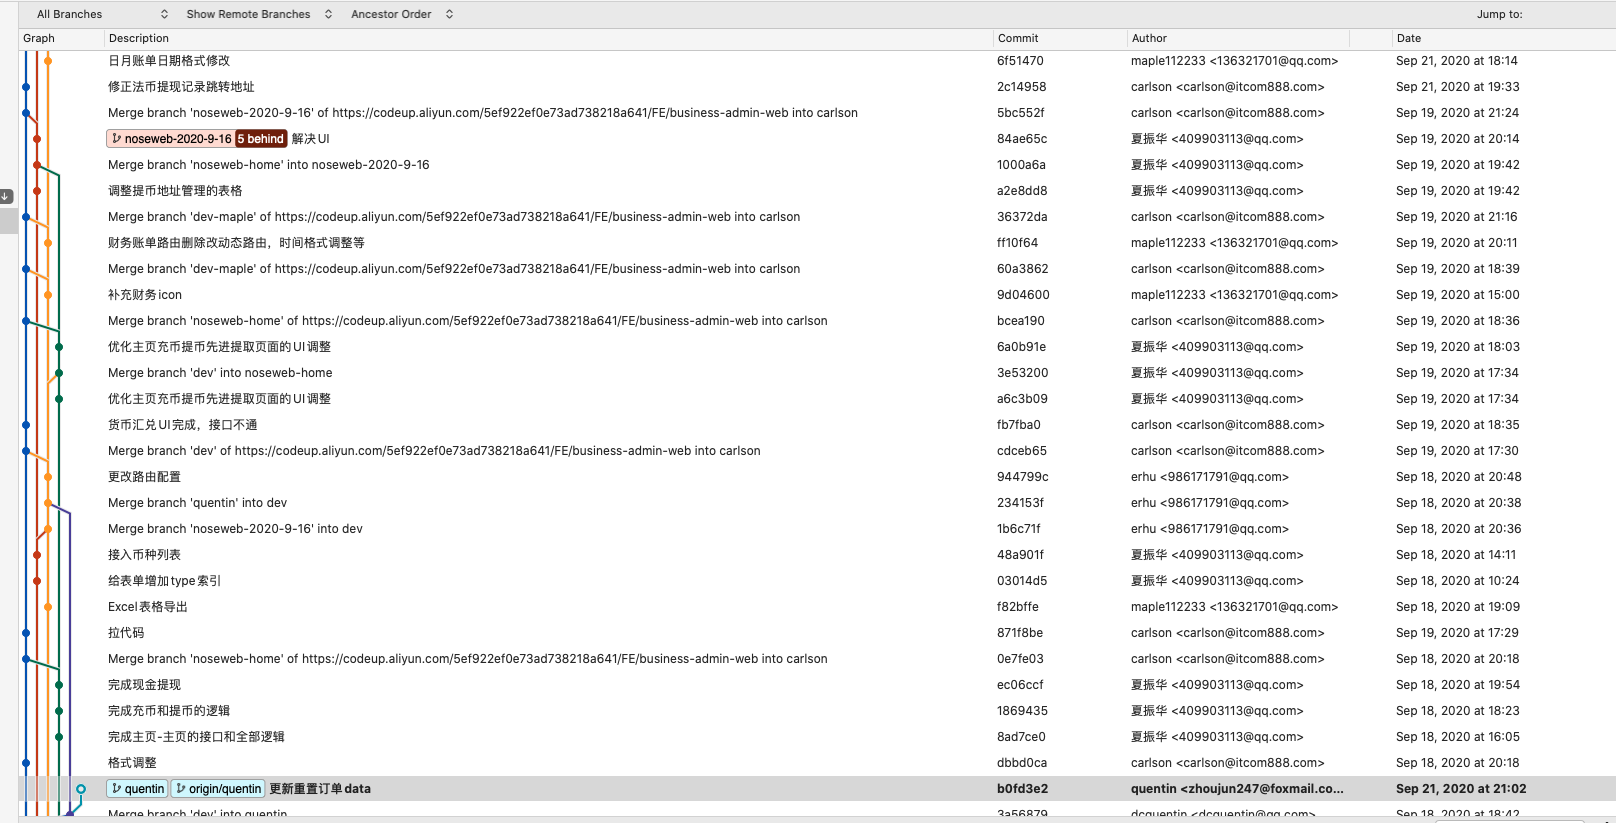 All Branches Show Remote Branches Ancestor Order Jump to:
Graph Description Commit Author Date
日月账单日期格式修改 6f51470 maple112233 <136321701@qq.com> Sep 21, 2020 at 18:14
修正法币提现记录跳转地址 2c14958 carlson <carlson@itcom888.com> Sep 21, 2020 at 19:33
Merge branch 'noseweb-2020-9-16' of https://codeup.aliyun.com/5ef922ef0e73ad738218a641/FE/business-admin-web into carlson 5bc552f carlson <carlson@itcom888.com> Sep 19, 2020 at 21:24
noseweb-2020-9-16 5 behind 解决UI 84ae65c 夏振华 <409903113@qq.com> Sep 19, 2020 at 20:14
Merge branch 'noseweb-home' into noseweb-2020-9-16 1000a6a 夏振华 <409903113@qq.com> Sep 19, 2020 at 19:42
调整提币地址管理的表格 a2e8dd8 夏振华 <409903113@qq.com> Sep 19, 2020 at 19:42
Merge branch 'dev-maple' of https://codeup.aliyun.com/5ef922ef0e73ad738218a641/FE/business-admin-web into carlson 36372da carlson <carlson@itcom888.com> Sep 19, 2020 at 21:16
财务账单路由删除改动态路由，时间格式调整等 ff10f64 maple112233 <136321701@qq.com> Sep 19, 2020 at 20:11
Merge branch 'dev-maple' of https://codeup.aliyun.com/5ef922ef0e73ad738218a641/FE/business-admin-web into carlson 60a3862 carlson <carlson@itcom888.com> Sep 19, 2020 at 18:39
补充财务icon 9d04600 maple112233 <136321701@qq.com> Sep 19, 2020 at 15:00
Merge branch 'noseweb-home' of https://codeup.aliyun.com/5ef922ef0e73ad738218a641/FE/business-admin-web into carlson bcea190 carlson <carlson@itcom888.com> Sep 19, 2020 at 18:36
优化主页充币提币先进提取页面的UI调整 6a0b91e 夏振华 <409903113@qq.com> Sep 19, 2020 at 18:03
Merge branch 'dev' into noseweb-home 3e53200 夏振华 <409903113@qq.com> Sep 19, 2020 at 17:34
优化主页充币提币先进提取页面的UI调整 a6c3b09 夏振华 <409903113@qq.com> Sep 19, 2020 at 17:34
货币汇兑UI完成，接口不通 fb7fba0 carlson <carlson@itcom888.com> Sep 19, 2020 at 18:35
Merge branch 'dev' of https://codeup.aliyun.com/5ef922ef0e73ad738218a641/FE/business-admin-web into carlson cdceb65 carlson <carlson@itcom888.com> Sep 19, 2020 at 17:30
更改路由配置 944799c erhu <986171791@qq.com> Sep 18, 2020 at 20:48
Merge branch 'quentin' into dev 234153f erhu <986171791@qq.com> Sep 18, 2020 at 20:38
Merge branch 'noseweb-2020-9-16' into dev 1b6c71f erhu <986171791@qq.com> Sep 18, 2020 at 20:36
接入币种列表 48a901f 夏振华 <409903113@qq.com> Sep 18, 2020 at 14:11
给表单增加type索引 03014d5 夏振华 <409903113@qq.com> Sep 18, 2020 at 10:24
Excel表格导出 f82bffe maple112233 <136321701@qq.com> Sep 18, 2020 at 19:09
拉代码 871f8be carlson <carlson@itcom888.com> Sep 19, 2020 at 17:29
Merge branch 'noseweb-home' of https://codeup.aliyun.com/5ef922ef0e73ad738218a641/FE/business-admin-web into carlson 0e7fe03 carlson <carlson@itcom888.com> Sep 18, 2020 at 20:18
完成现金提现 ec06ccf 夏振华 <409903113@qq.com> Sep 18, 2020 at 19:54
完成充币和提币的逻辑 1869435 夏振华 <409903113@qq.com> Sep 18, 2020 at 18:23
完成主页-主页的接口和全部逻辑 8ad7ce0 夏振华 <409903113@qq.com> Sep 18, 2020 at 16:05
格式调整 dbbd0ca carlson <carlson@itcom888.com> Sep 18, 2020 at 20:18
quentin origin/quentin 更新重置订单data b0fd3e2 quentin <zhoujun247@foxmail.co... Sep 21, 2020 at 21:02
Merge branch 'dev' into quentin 3a56879 dcquentin <dcquentin@qq.com> Sep 18, 2020 at 18:42